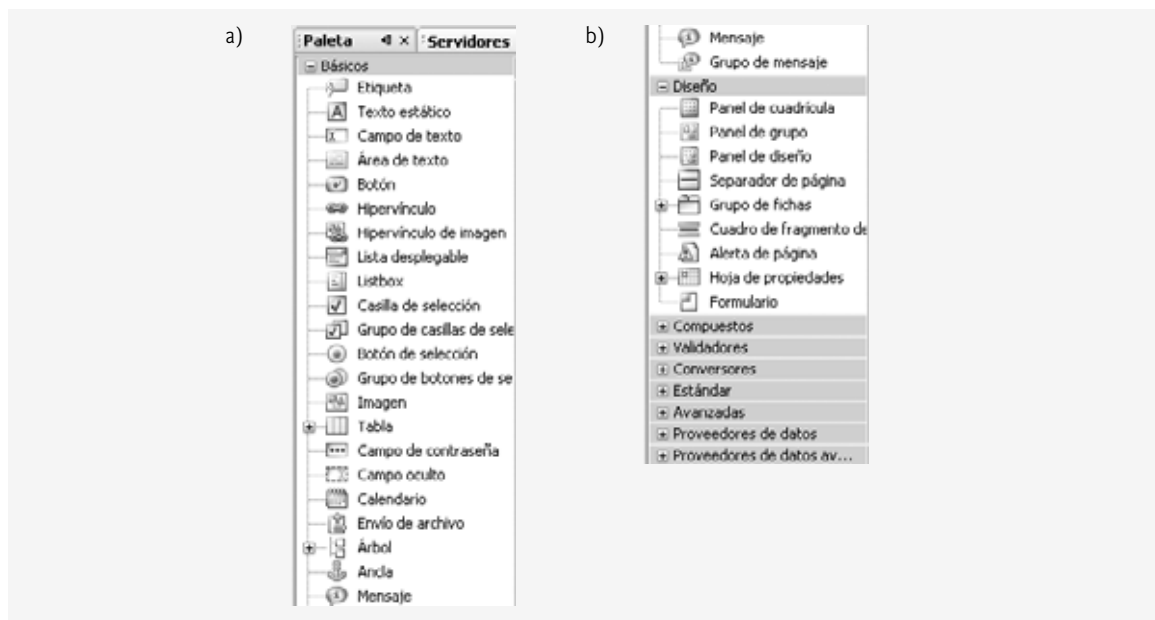 a)
Paleta
Servidores
Básicos
Etiqueta
Texto estático
Campo de texto
Área de texto
Botón
Hipervínculo
Hipervínculo de imagen
Lista desplegable
Listbox
Casilla de selección
Grupo de casillas de sele
Botón de selección
Grupo de botones de se
Imagen
Tabla
Campo de contraseña
Campo oculto
Calendario
Envío de archivo
Árbol
Ancla
Mensaje
b)
Mensaje
Grupo de mensaje
Diseño
Panel de cuadrícula
Panel de grupo
Panel de diseño
Separador de página
Grupo de fichas
Cuadro de fragmento de
Alerta de página
Hoja de propiedades
Formulario
Compuestos
Validadores
Conversores
Estándar
Avanzadas
Proveedores de datos
Proveedores de datos av...